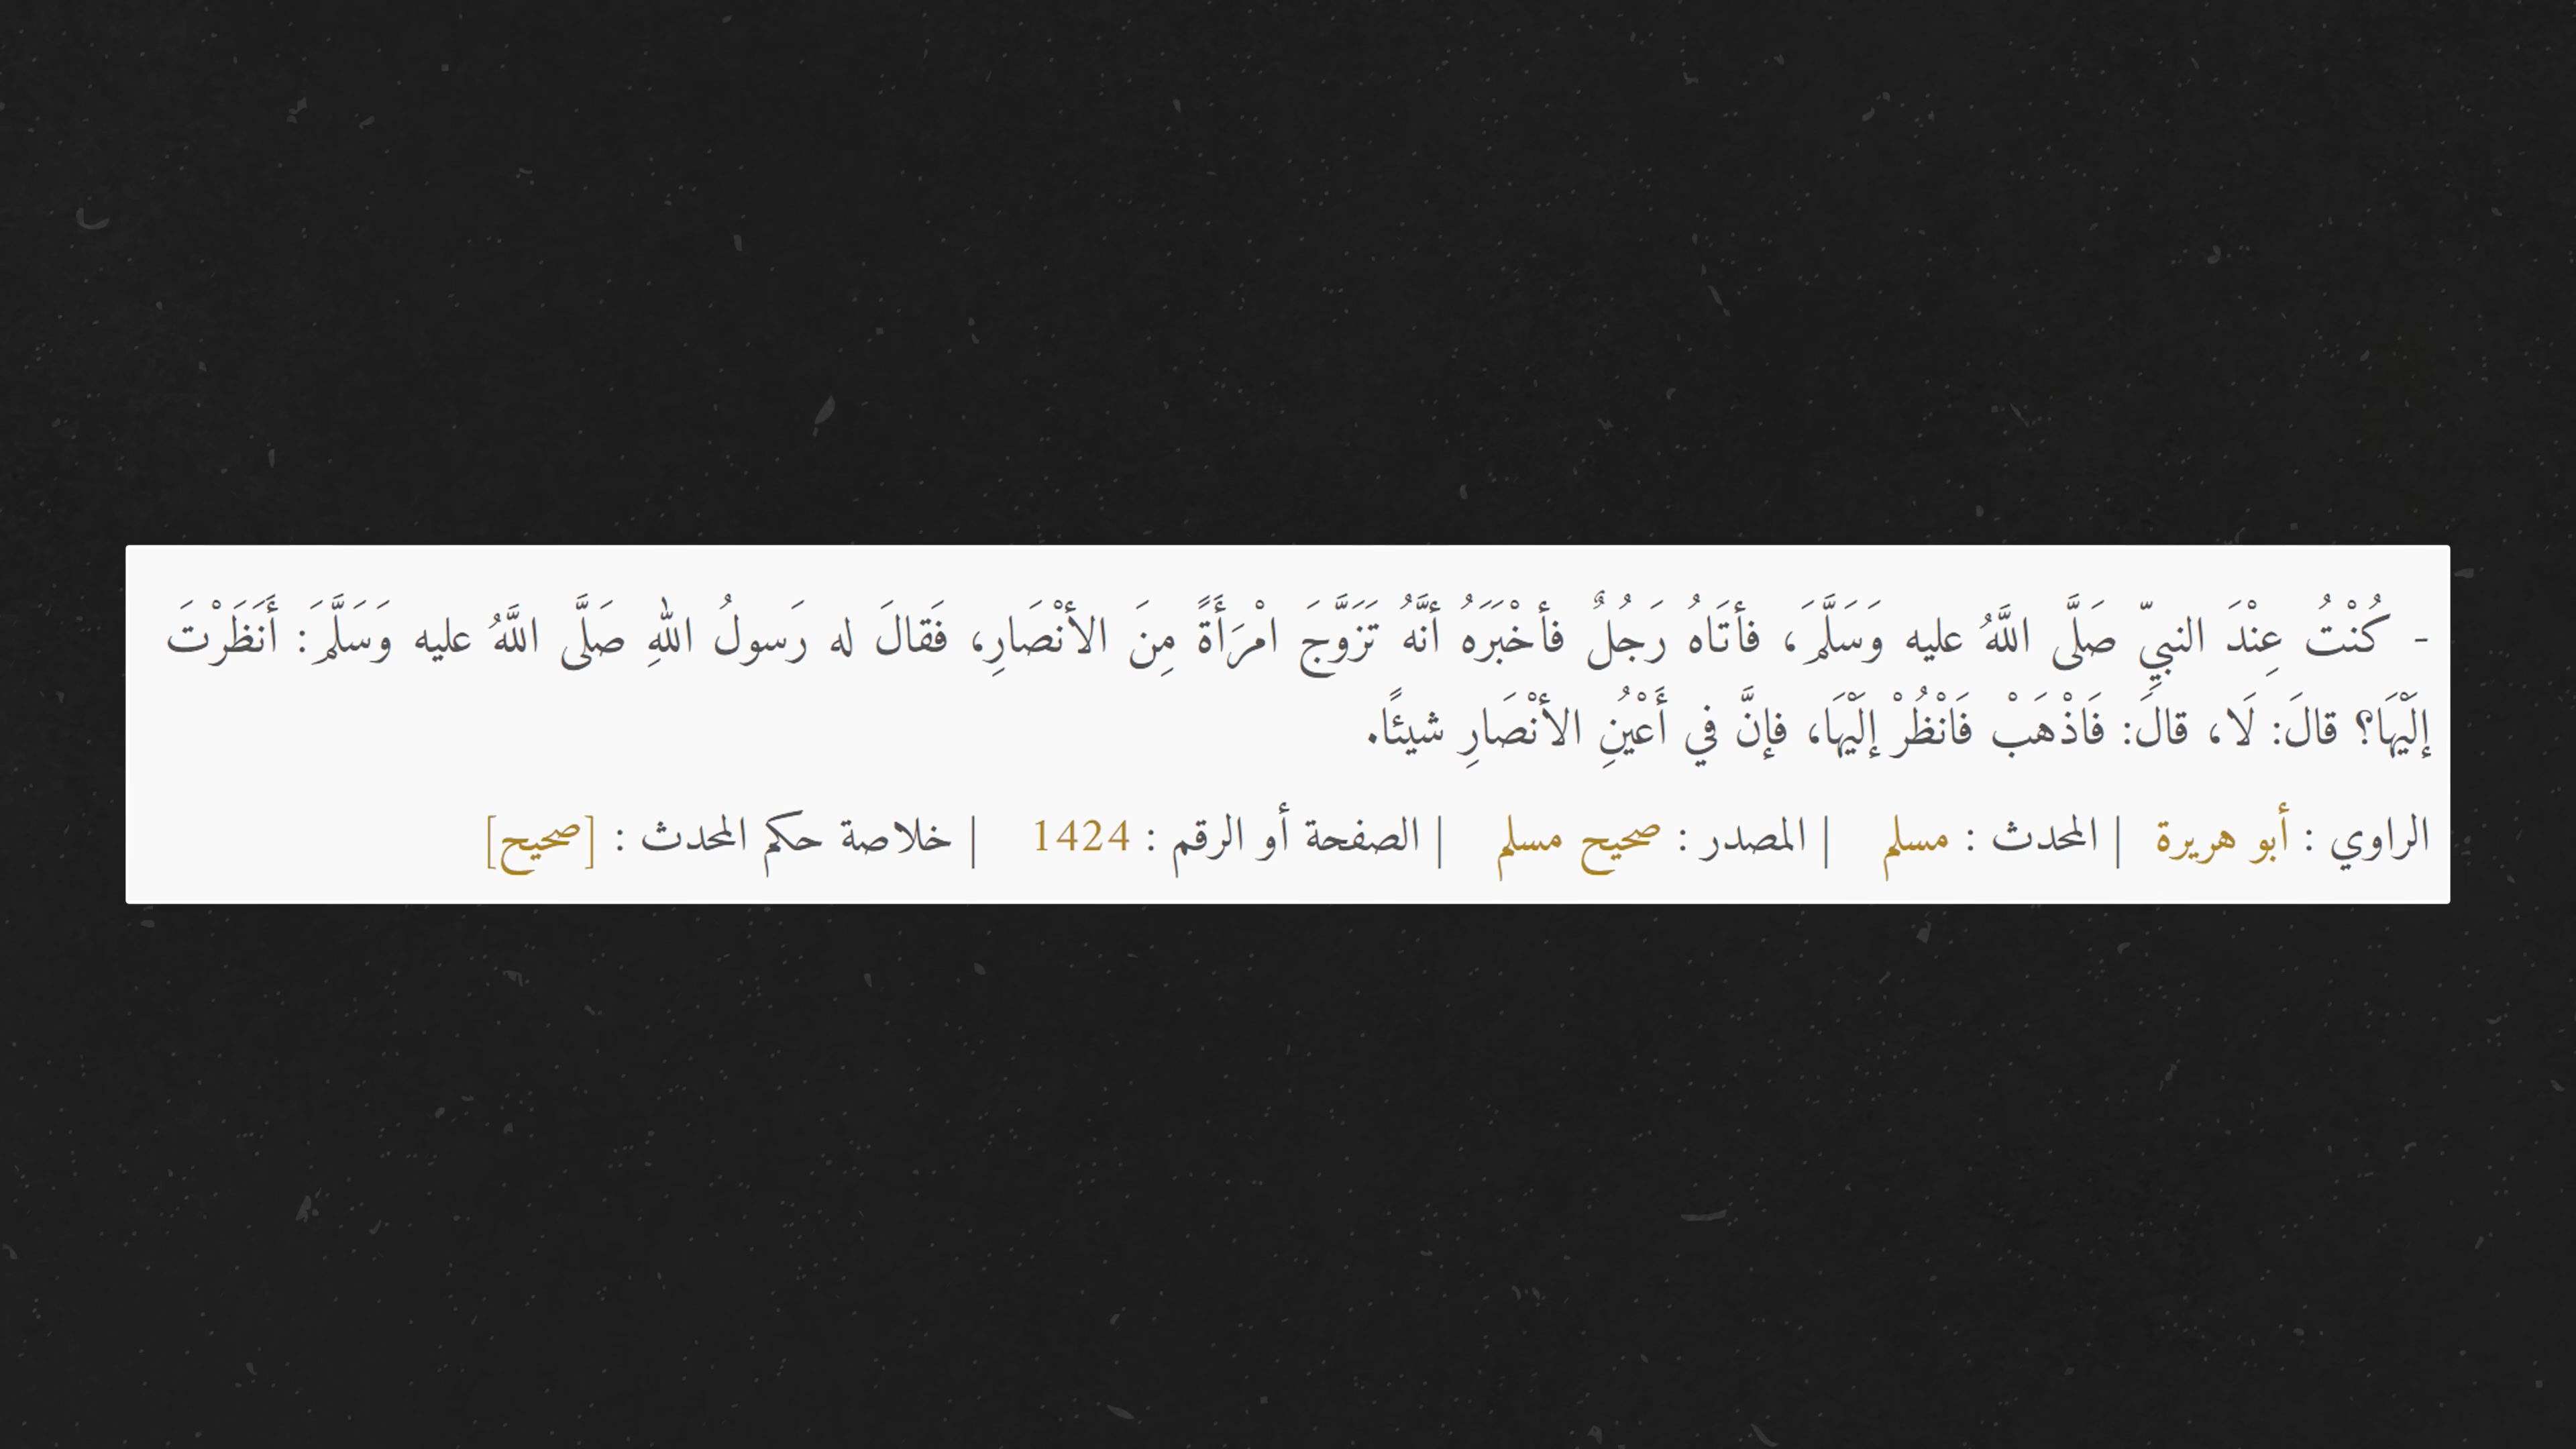 - كُنْتُ عِنْدَ النبيِّ صَلَّى اللَّهُ عليه وَسَلَّمَ، فأتَاهُ رَجُلٌ فأخْبَرَهُ أنَّهُ تَزَوَّجَ امْرَأَةً مِنَ الأنْصَارِ، فَقالَ له رَسولُ اللهِ صَلَّى اللَّهُ عليه وَسَلَّمَ: أَنَظَرْتَ
إلَيْهَا؟ قالَ: لَا، قالَ: فَاذْهَبْ فَانْظُرْ إلَيْهَا، فإنَّ في أَعْيُنِ الأنْصَارِ شيئًا.
الراوي : أبو هريرة | المحدث : مسلم | المصدر : صحيح مسلم | الصفحة أو الرقم : 1424 | خلاصة حكم المحدث : [صحيح]